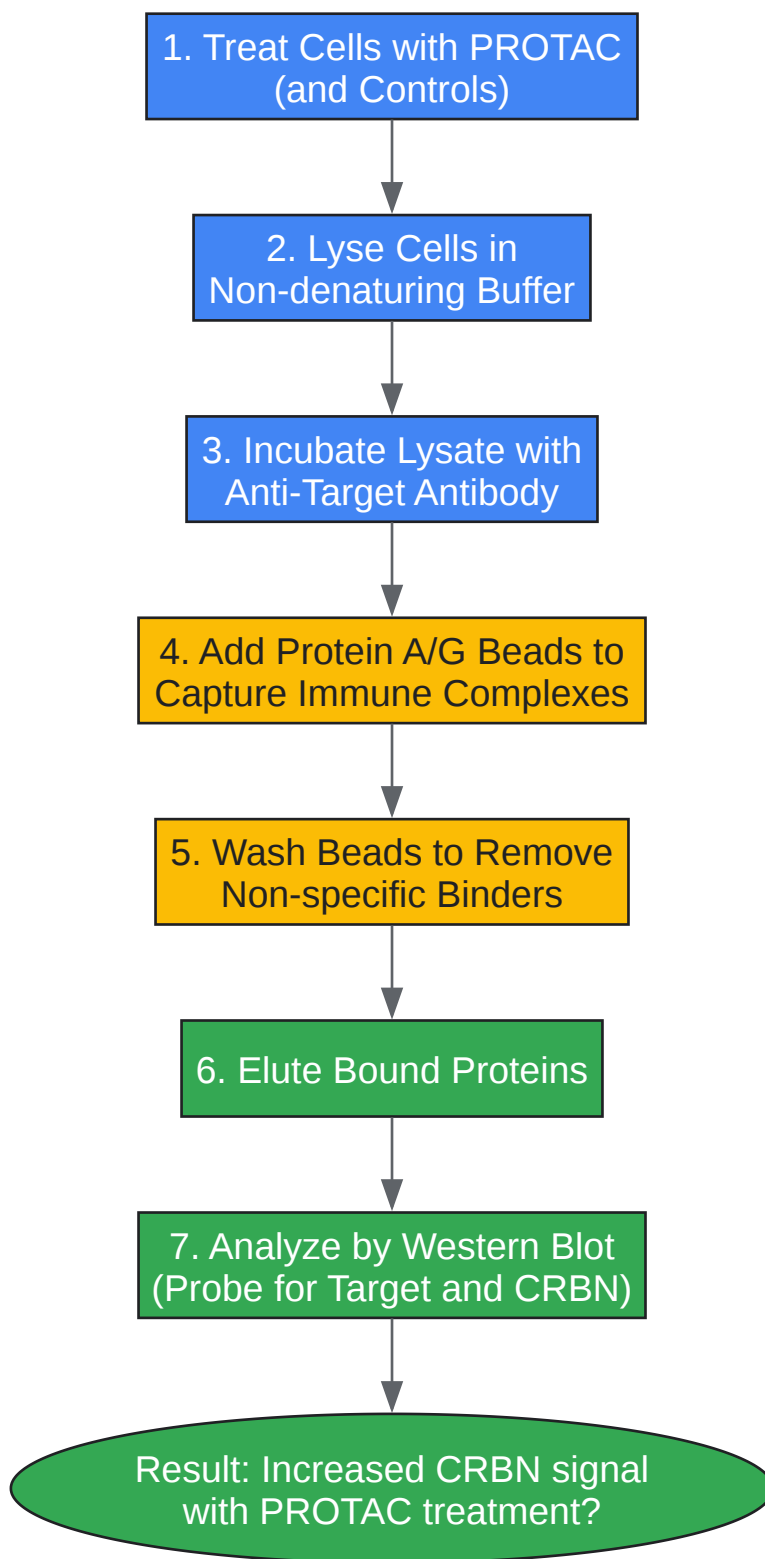 1. Treat Cells with PROTAC
(and Controls)
2. Lyse Cells in
Non-denaturing Buffer
3. Incubate Lysate with
Anti-Target Antibody
4. Add Protein A/G Beads to
Capture Immune Complexes
5. Wash Beads to Remove
Non-specific Binders
6. Elute Bound Proteins
7. Analyze by Western Blot
(Probe for Target and CRBN)
Result: Increased CRBN signal
with PROTAC treatment?